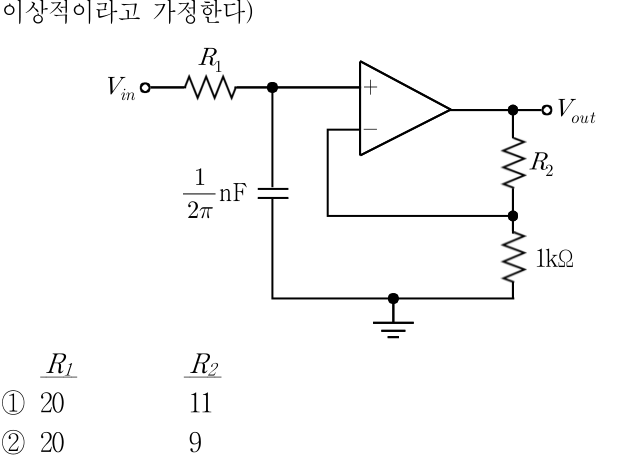 이상적이라고 가정한다)
R1
Vin
+
Vout
−
R2
1
2π nF
1kΩ
R1 R2
① 20 11
② 20 9